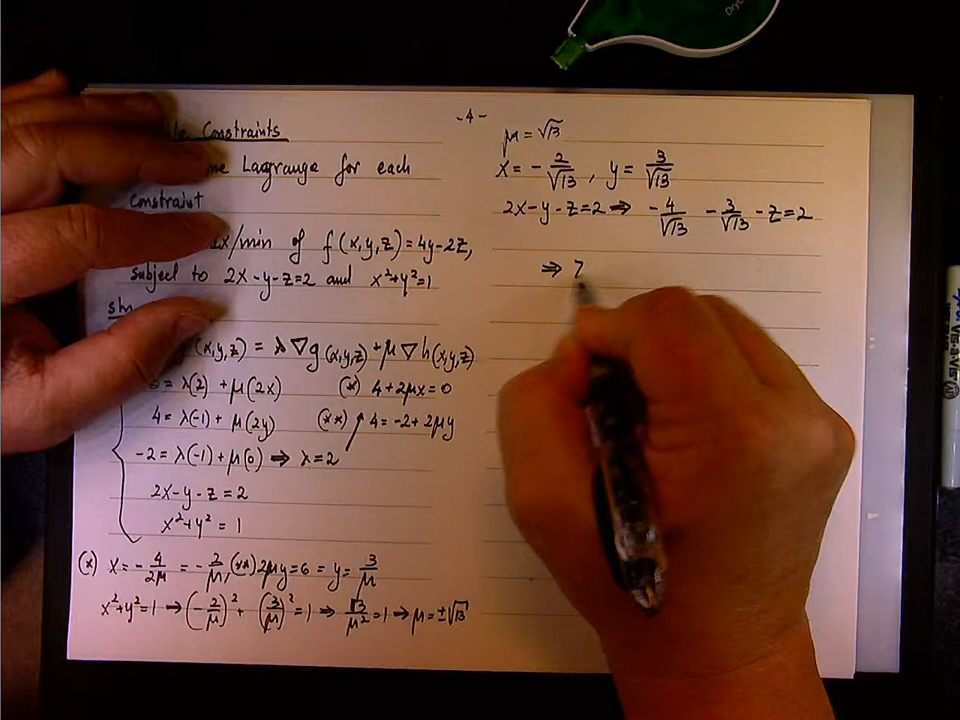 - 4 -
Constraints
Lagrange for each
constraint
/min of f(x,y,z) = 4y-2z,
subject to 2x-y-z=2 and x²+y²=1
(x,y,z) = λ∇g(x,y,z) + μ∇h(x,y,z)
0 = λ(2) + μ(2x) (*) 4+2μx=0
4 = λ(-1) + μ(2y) (**) 4=-2+2μy
-2 = λ(-1) + μ(0) ⇒ λ=2
2x-y-z = 2
x²+y² = 1
(*) x = -4/2μ = -2/μ, (**) 2μy = 6 = y = 3/μ
x²+y²=1 → (-2/μ)² + (3/μ)² = 1 ⇒ 13/μ² = 1 → μ = ±√13
μ = √13
x = -2/√13, y = 3/√13
2x-y-z=2 ⇒ -4/√13 - 3/√13 - z = 2
⇒ z